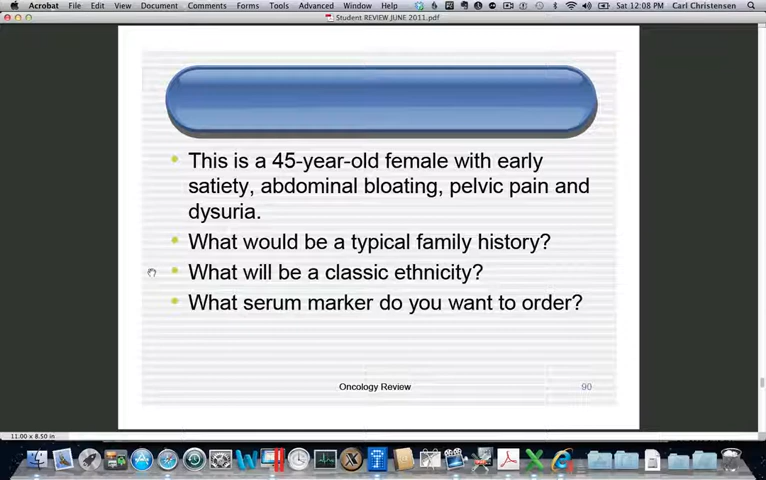 Acrobat File Edit View Document Comments Forms Tools Advanced Window Help Sat 12:08 PM Carl Christensen
Student REVIEW JUNE 2011.pdf
This is a 45-year-old female with early
satiety, abdominal bloating, pelvic pain and
dysuria.
What would be a typical family history?
What will be a classic ethnicity?
What serum marker do you want to order?
Oncology Review
90
11.00 x 8.50 in